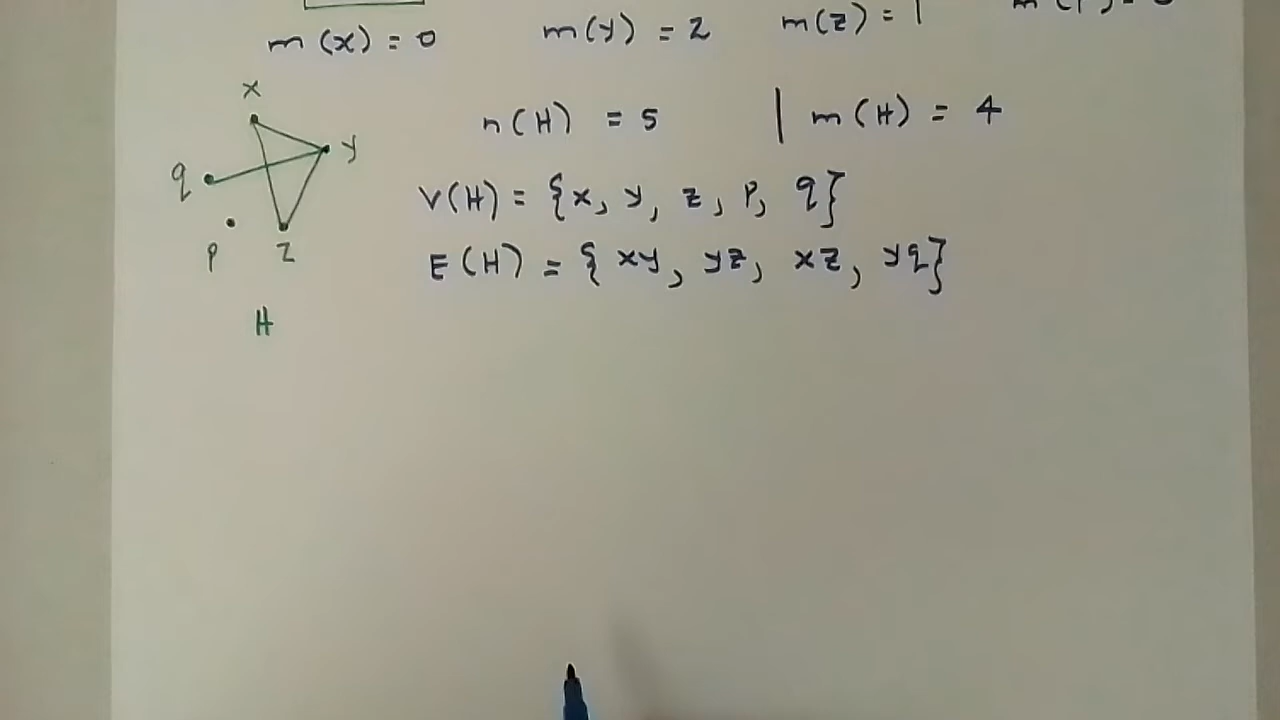 m(x) = 0 m(y) = 2 m(z) = 1
x
y
q
p z
H
n(H) = 5 | m(H) = 4
V(H) = {x, y, z, p, q}
E(H) = { xy, yz, xz, yq}